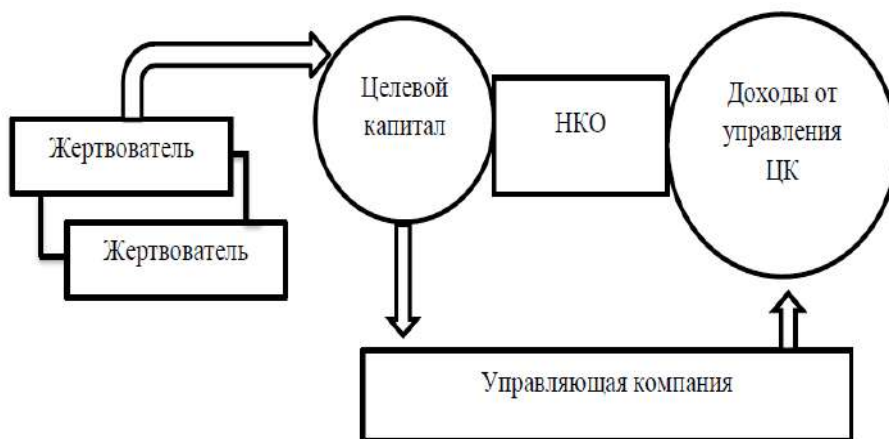 Жертвователь
Жертвователь
Целевой
капитал
НКО
Доходы от
управления
ЦК
Управляющая компания